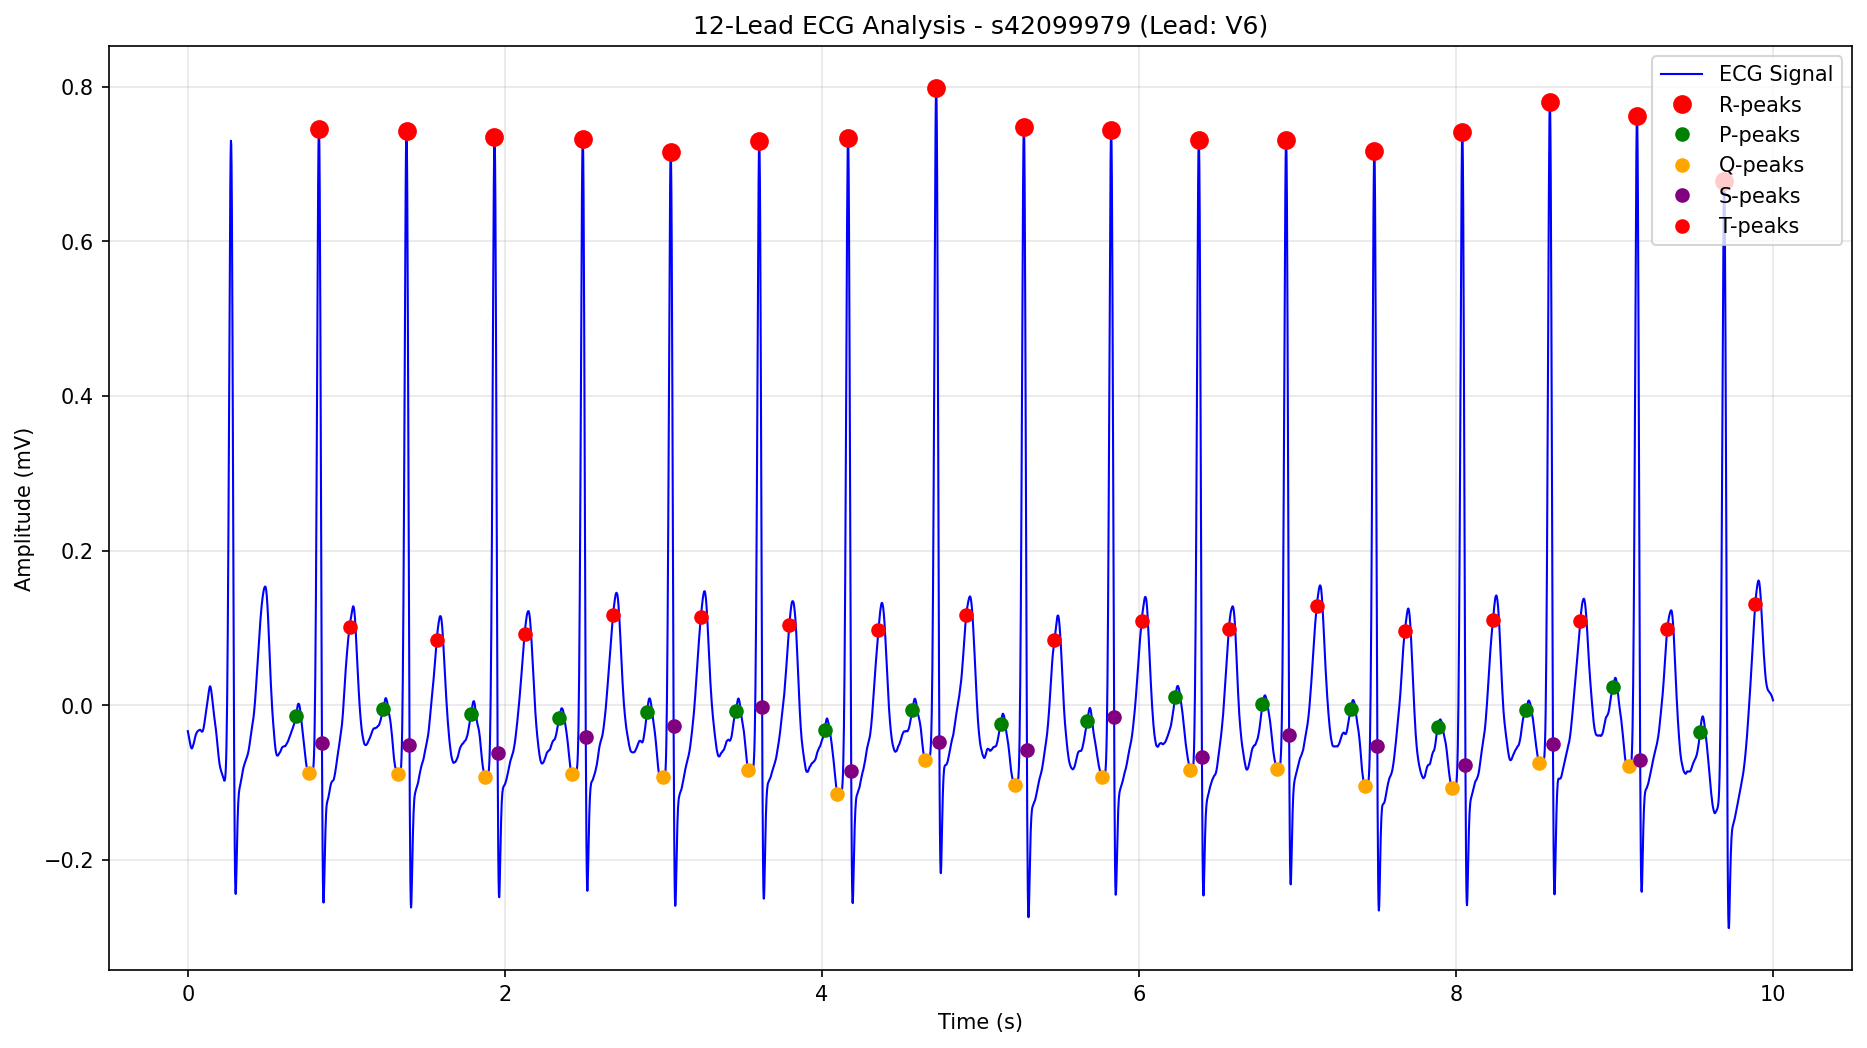 12-Lead ECG Analysis - s42099979 (Lead: V6)
ECG Signal
R-peaks
P-peaks
Q-peaks
S-peaks
T-peaks
Amplitude (mV)
0.8
0.6
0.4
0.2
0.0
−0.2
0
2
4
6
8
10
Time (s)